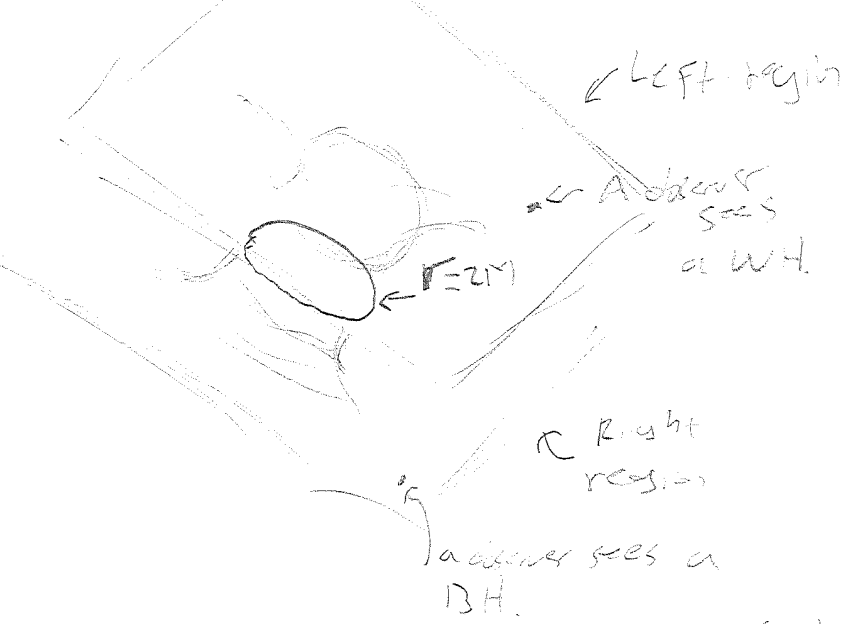 Left region
A observer
sees
a WH.
r=2M
Right
region
a observer sees a
BH.